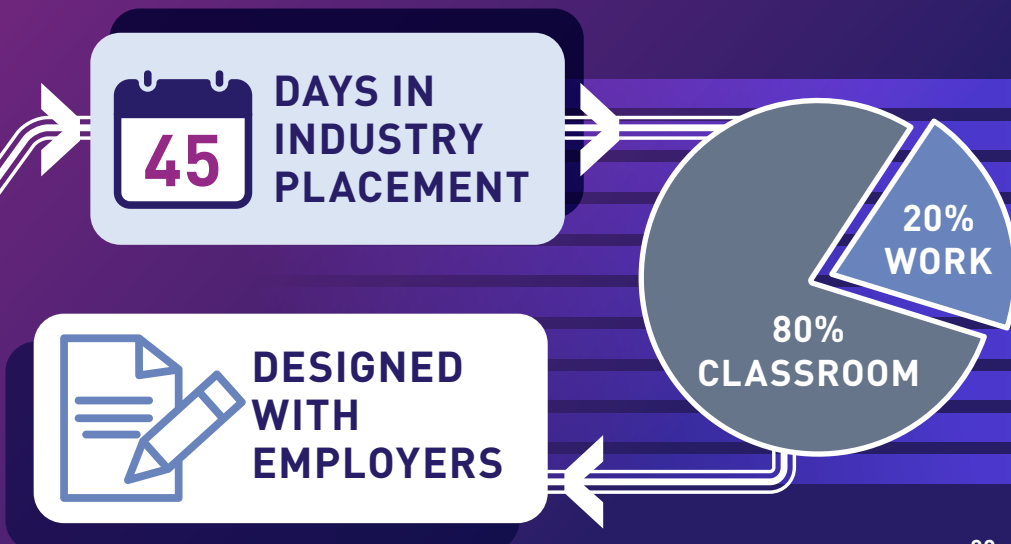 45
DAYS IN
INDUSTRY
PLACEMENT
20%
WORK
80%
CLASSROOM
DESIGNED
WITH
EMPLOYERS